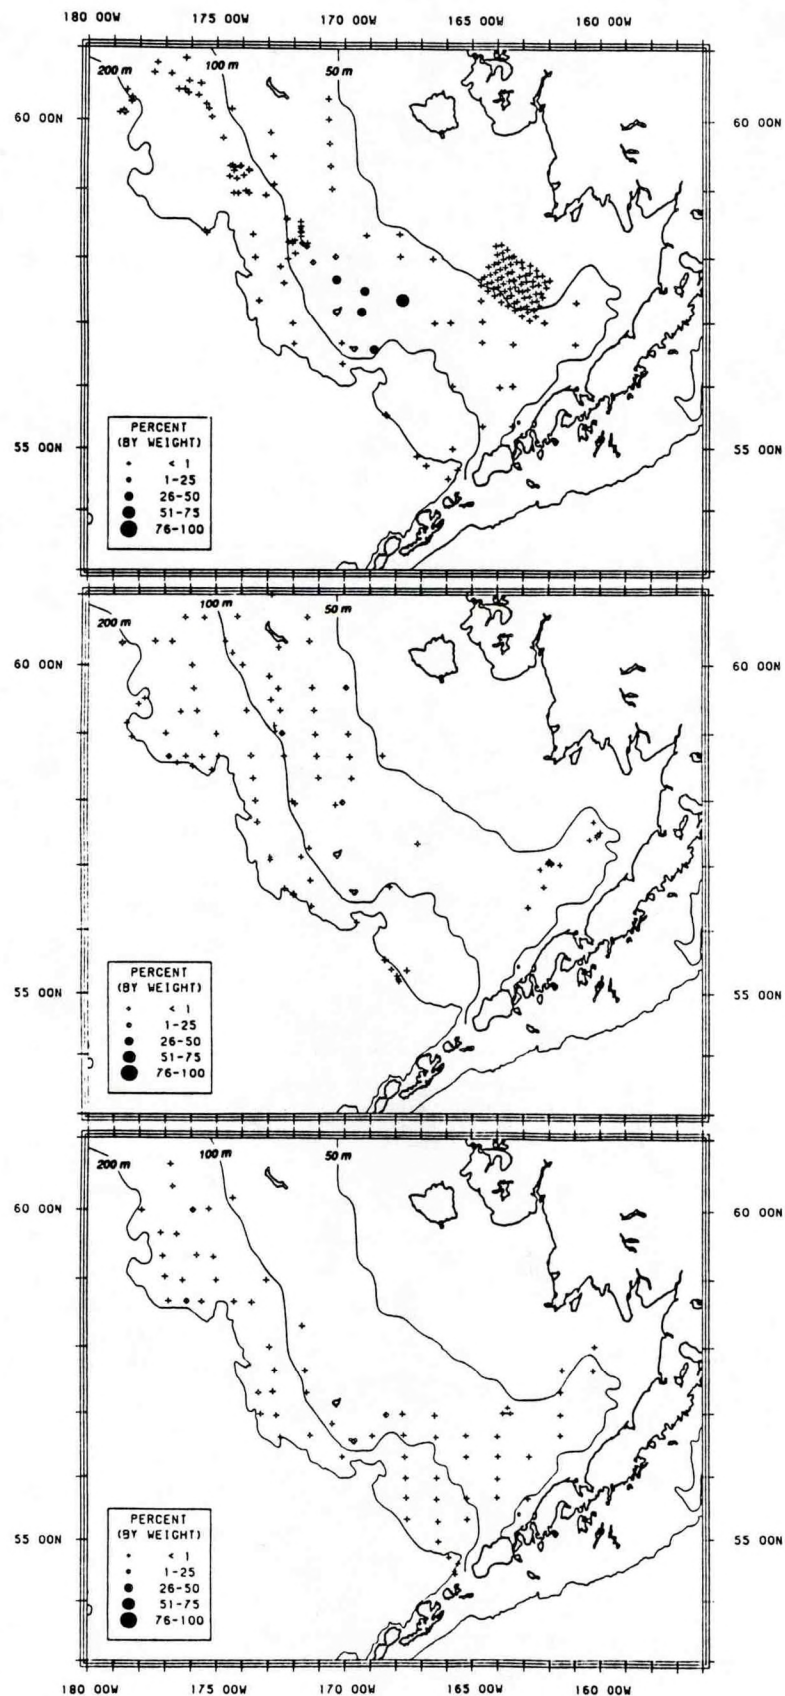 180 00W 175 00W 170 00W 165 00W 160 00W
200 m 100 m 50 m
60 00N 60 00N
PERCENT
(BY WEIGHT)
< 1
1-25
26-50
51-75
76-100
55 00N 55 00N
200 m 100 m 50 m
60 00N 60 00N
PERCENT
(BY WEIGHT)
< 1
1-25
26-50
51-75
76-100
55 00N 55 00N
200 m 100 m 50 m
60 00N 60 00N
PERCENT
(BY WEIGHT)
< 1
1-25
26-50
51-75
76-100
55 00N 55 00N
180 00W 175 00W 170 00W 165 00W 160 00W